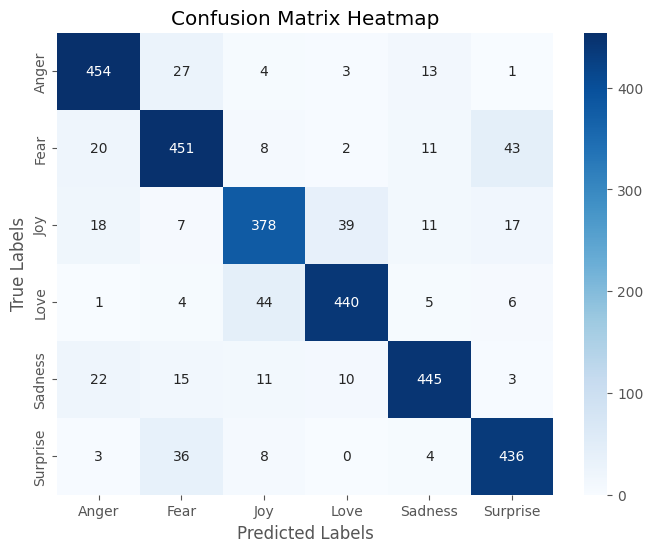 Confusion Matrix Heatmap
True Labels
Anger 454 27 4 3 13 1
Fear 20 451 8 2 11 43
Joy 18 7 378 39 11 17
Love 1 4 44 440 5 6
Sadness 22 15 11 10 445 3
Surprise 3 36 8 0 4 436
Anger Fear Joy Love Sadness Surprise
Predicted Labels
400
300
200
100
0